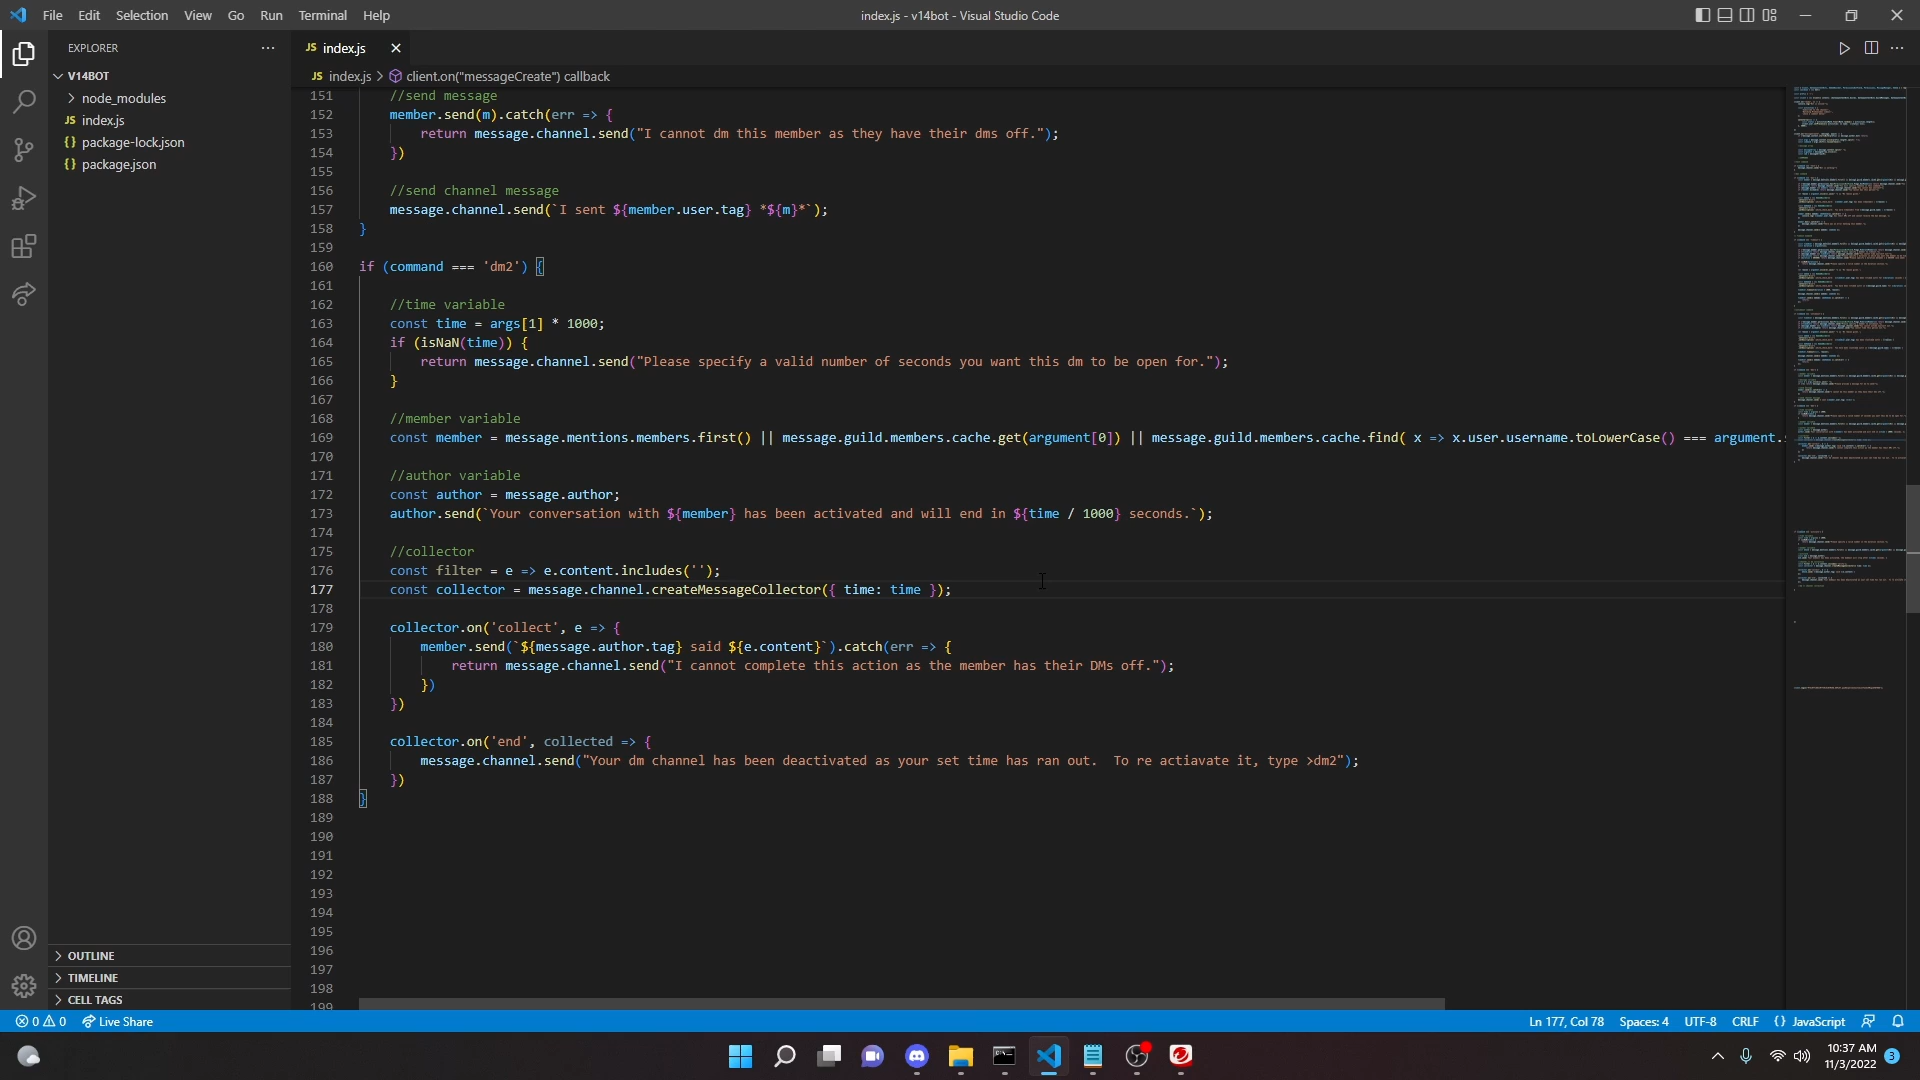 File Edit Selection View Go Run Terminal Help
index.js - v14bot - Visual Studio Code
EXPLORER
V14BOT
node_modules
JS index.js
{} package-lock.json
{} package.json
JS index.js
JS index.js > client.on("messageCreate") callback
151 //send message
152 member.send(m).catch(err => {
153 return message.channel.send("I cannot dm this member as they have their dms off.");
154 })
155
156 //send channel message
157 message.channel.send(`I sent ${member.user.tag} *${m}*`);
158 }
159
160 if (command === 'dm2') {
161
162 //time variable
163 const time = args[1] * 1000;
164 if (isNaN(time)) {
165 return message.channel.send("Please specify a valid number of seconds you want this dm to be open for.");
166 }
167
168 //member variable
169 const member = message.mentions.members.first() || message.guild.members.cache.get(argument[0]) || message.guild.members.cache.find( x => x.user.username.toLowerCase() === argument.
170
171 //author variable
172 const author = message.author;
173 author.send(`Your conversation with ${member} has been activated and will end in ${time / 1000} seconds.`);
174
175 //collector
176 const filter = e => e.content.includes('');
177 const collector = message.channel.createMessageCollector({ time: time });
178
179 collector.on('collect', e => {
180 member.send(`${message.author.tag} said ${e.content}`).catch(err => {
181 return message.channel.send("I cannot complete this action as the member has their DMs off.");
182 })
183 })
184
185 collector.on('end', collected => {
186 message.channel.send("Your dm channel has been deactivated as your set time has ran out.  To re actiavate it, type >dm2");
187 })
188 }
189
190
191
192
193
194
195
196
197
198
199
OUTLINE
TIMELINE
CELL TAGS
0 0 Live Share
Ln 177, Col 78 Spaces: 4 UTF-8 CRLF {} JavaScript
10:37 AM
11/3/2022
3